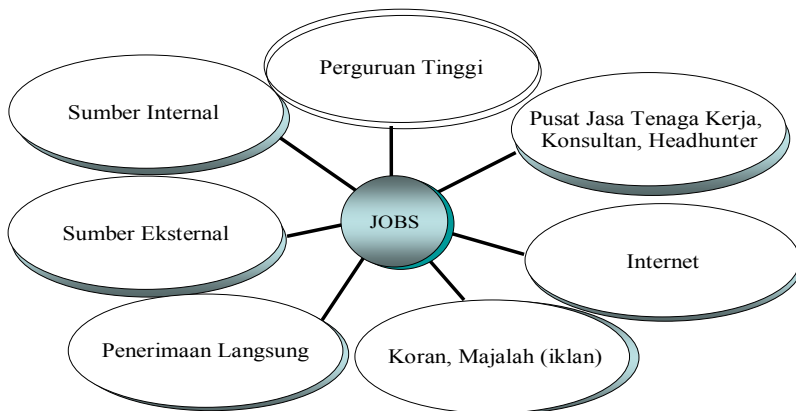 Perguruan Tinggi
Sumber Internal
Pusat Jasa Tenaga Kerja,
Konsultan, Headhunter
JOBS
Sumber Eksternal
Internet
Penerimaan Langsung
Koran, Majalah (iklan)